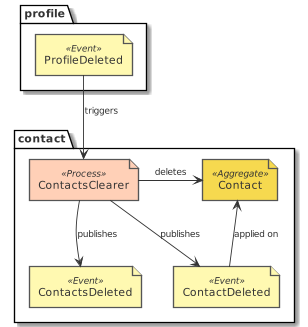 profile
«Event»
ProfileDeleted
triggers
contact
«Process»
ContactsClearer
deletes
«Aggregate»
Contact
publishes
publishes
applied on
«Event»
ContactsDeleted
«Event»
ContactDeleted